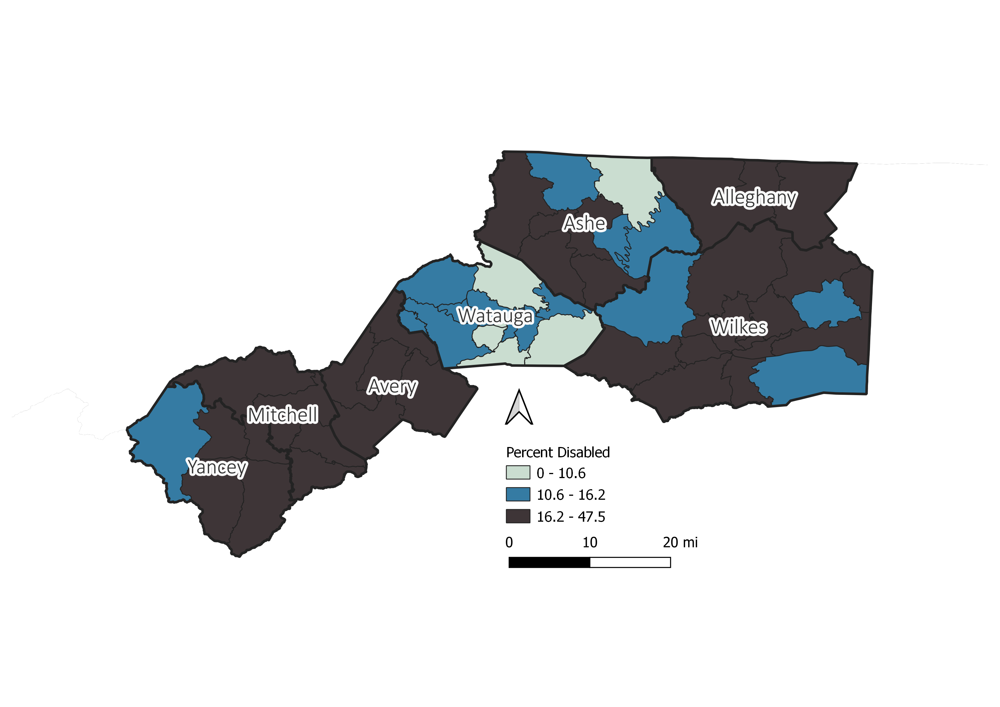 Alleghany
Ashe
Watauga
Wilkes
Avery
Mitchell
Yancey
Percent Disabled
0 - 10.6
10.6 - 16.2
16.2 - 47.5
0 10 20 mi